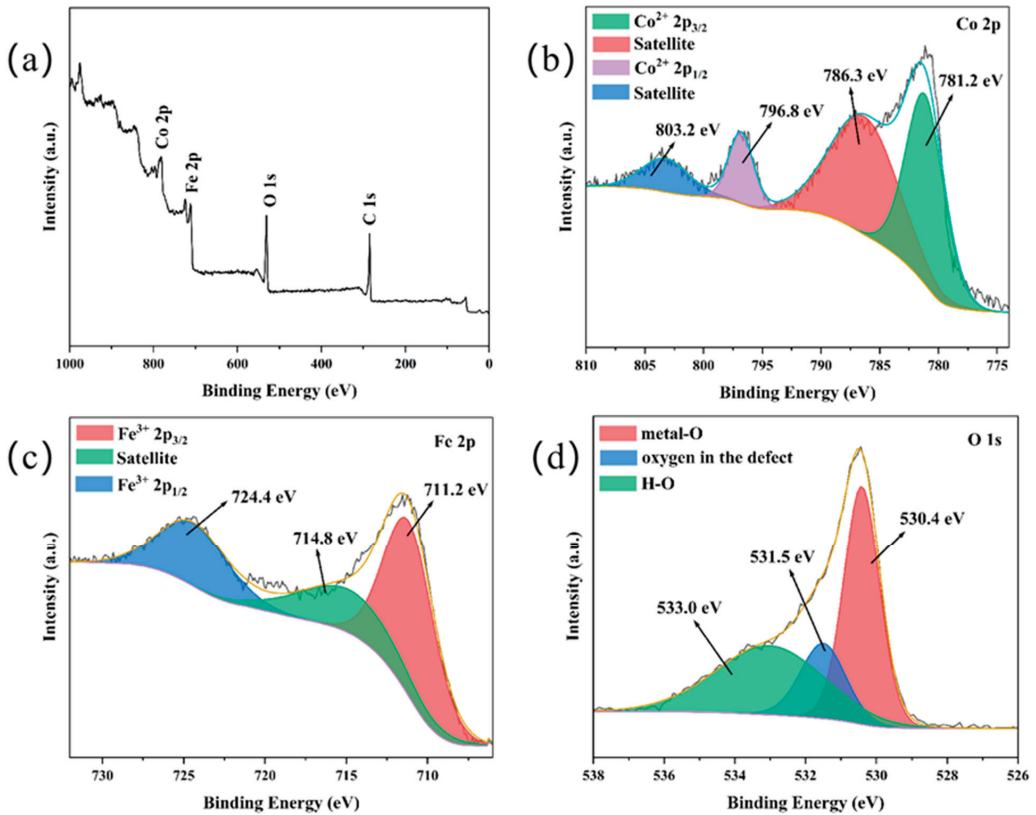 (a)
Co 2p
Fe 2p
O 1s
C 1s
Intensity (a.u.)
1000 800 600 400 200 0
Binding Energy (eV)
(b)
Co²⁺ 2p₃/₂
Satellite
Co²⁺ 2p₁/₂
Satellite
Co 2p
803.2 eV
796.8 eV
786.3 eV
781.2 eV
Intensity (a.u.)
810 805 800 795 790 785 780 775
Binding Energy (eV)
(c)
Fe³⁺ 2p₃/₂
Satellite
Fe³⁺ 2p₁/₂
Fe 2p
724.4 eV
714.8 eV
711.2 eV
Intensity (a.u.)
730 725 720 715 710
Binding Energy (eV)
(d)
metal-O
oxygen in the defect
H-O
O 1s
533.0 eV
531.5 eV
530.4 eV
Intensity (a.u.)
538 536 534 532 530 528 526
Binding Energy (eV)